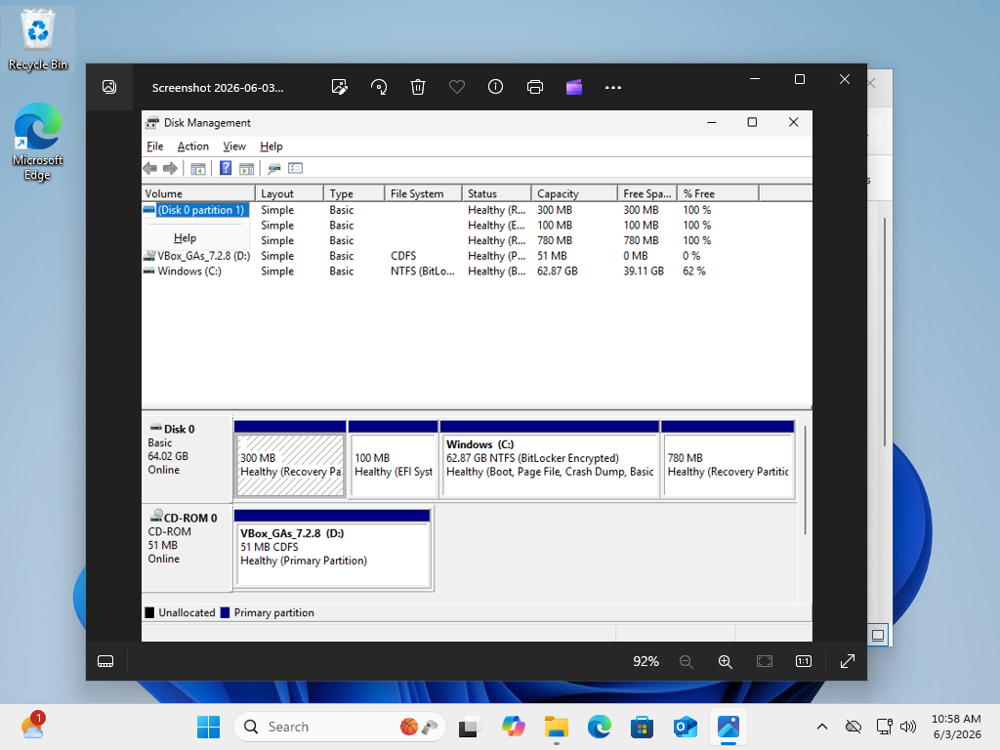 Recycle Bin
Microsoft
Edge
Screenshot 2026-06-03...
Disk Management
File Action View Help
Volume Layout Type File System Status Capacity Free Spa... % Free
(Disk 0 partition 1) Simple Basic Healthy (R... 300 MB 300 MB 100 %
Simple Basic Healthy (E... 100 MB 100 MB 100 %
Help Simple Basic Healthy (R... 780 MB 780 MB 100 %
VBox_GAs_7.2.8 (D:) Simple Basic CDFS Healthy (P... 51 MB 0 MB 0 %
Windows (C:) Simple Basic NTFS (BitLo... Healthy (B... 62.87 GB 39.11 GB 62 %
Disk 0
Basic
64.02 GB
Online
300 MB
Healthy (Recovery Pa
100 MB
Healthy (EFI Syst
Windows (C:)
62.87 GB NTFS (BitLocker Encrypted)
Healthy (Boot, Page File, Crash Dump, Basic
780 MB
Healthy (Recovery Partitic
CD-ROM 0
CD-ROM
51 MB
Online
VBox_GAs_7.2.8 (D:)
51 MB CDFS
Healthy (Primary Partition)
Unallocated Primary partition
92%
1:1
1
Search
10:58 AM
6/3/2026